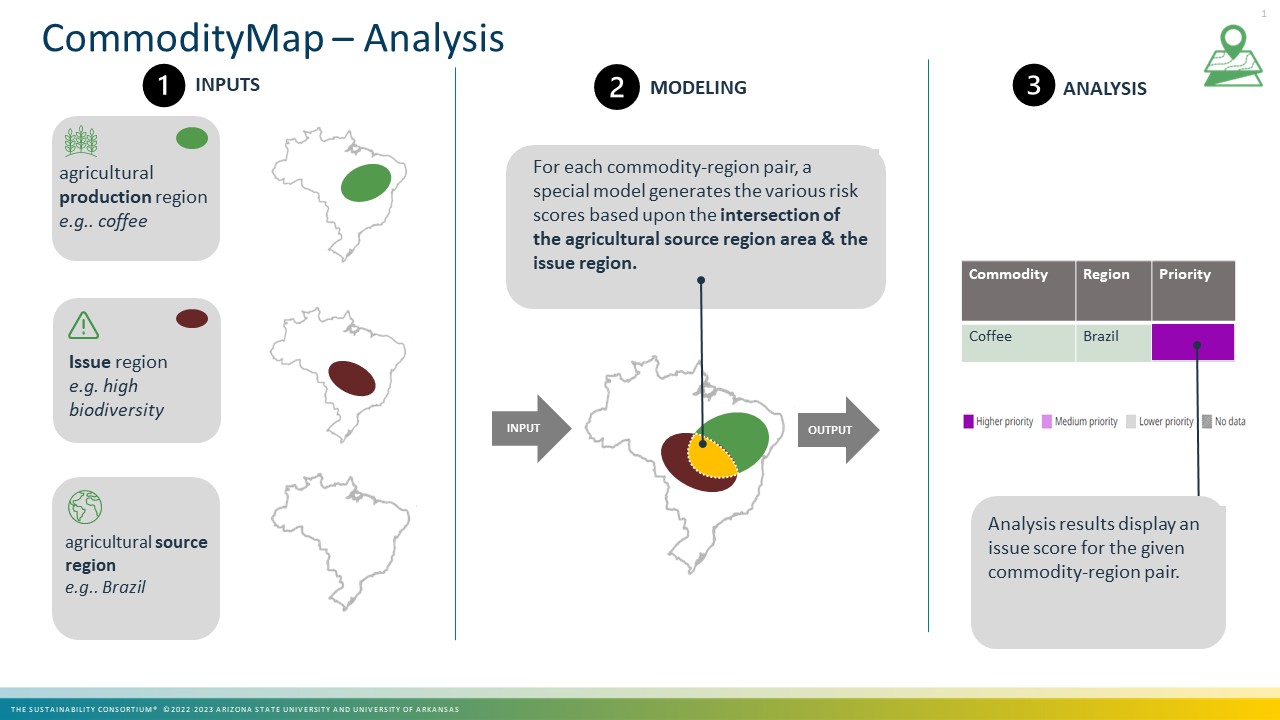 1
CommodityMap – Analysis
1 INPUTS
agricultural
production region
e.g.. coffee
Issue region
e.g. high
biodiversity
agricultural source
region
e.g.. Brazil
2 MODELING
For each commodity-region pair, a
special model generates the various risk
scores based upon the intersection of
the agricultural source region area & the
issue region.
INPUT
OUTPUT
3 ANALYSIS
Commodity Region Priority
Coffee Brazil
Higher priority Medium priority Lower priority No data
Analysis results display an
issue score for the given
commodity-region pair.
THE SUSTAINABILITY CONSORTIUM® ©2022-2023 ARIZONA STATE UNIVERSITY AND UNIVERSITY OF ARKANSAS